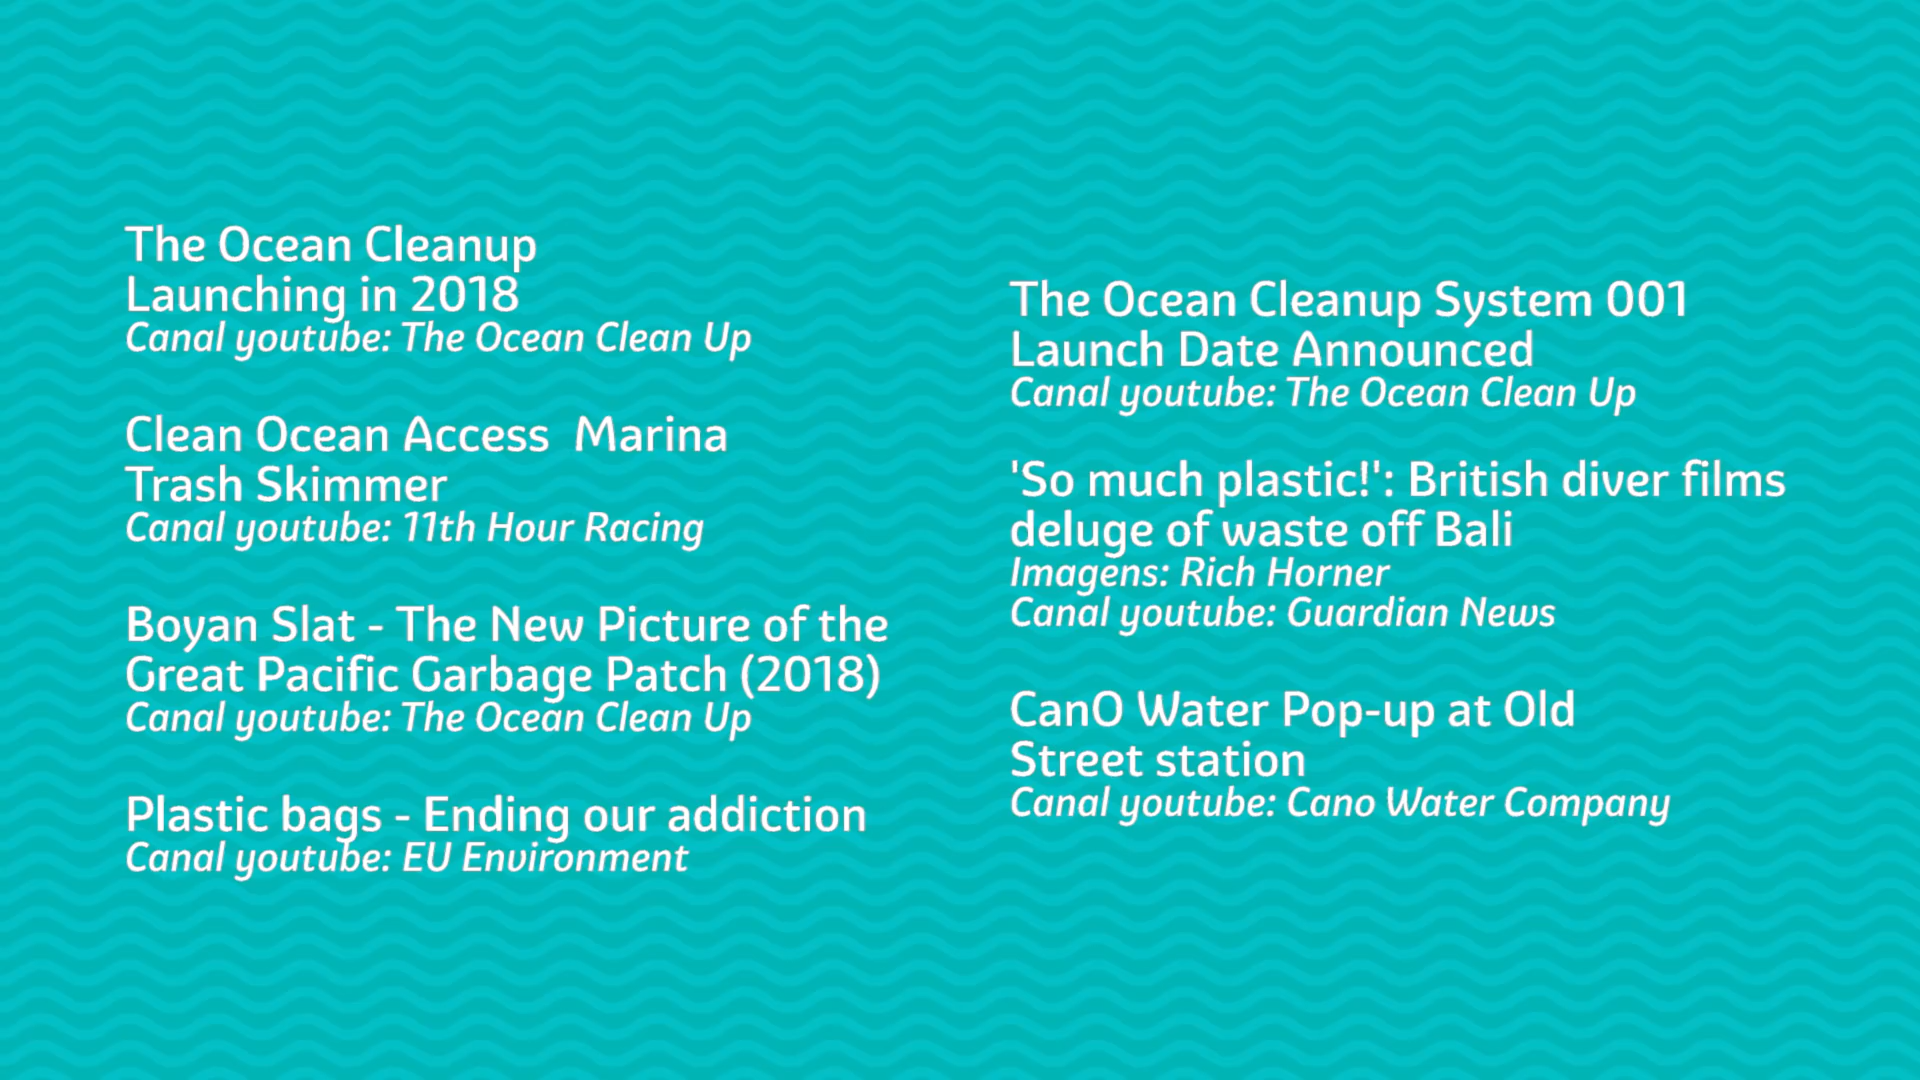 The Ocean Cleanup
Launching in 2018
Canal youtube: The Ocean Clean Up
Clean Ocean Access  Marina
Trash Skimmer
Canal youtube: 11th Hour Racing
Boyan Slat - The New Picture of the
Great Pacific Garbage Patch (2018)
Canal youtube: The Ocean Clean Up
Plastic bags - Ending our addiction
Canal youtube: EU Environment
The Ocean Cleanup System 001
Launch Date Announced
Canal youtube: The Ocean Clean Up
'So much plastic!': British diver films
deluge of waste off Bali
Imagens: Rich Horner
Canal youtube: Guardian News
CanO Water Pop-up at Old
Street station
Canal youtube: Cano Water Company